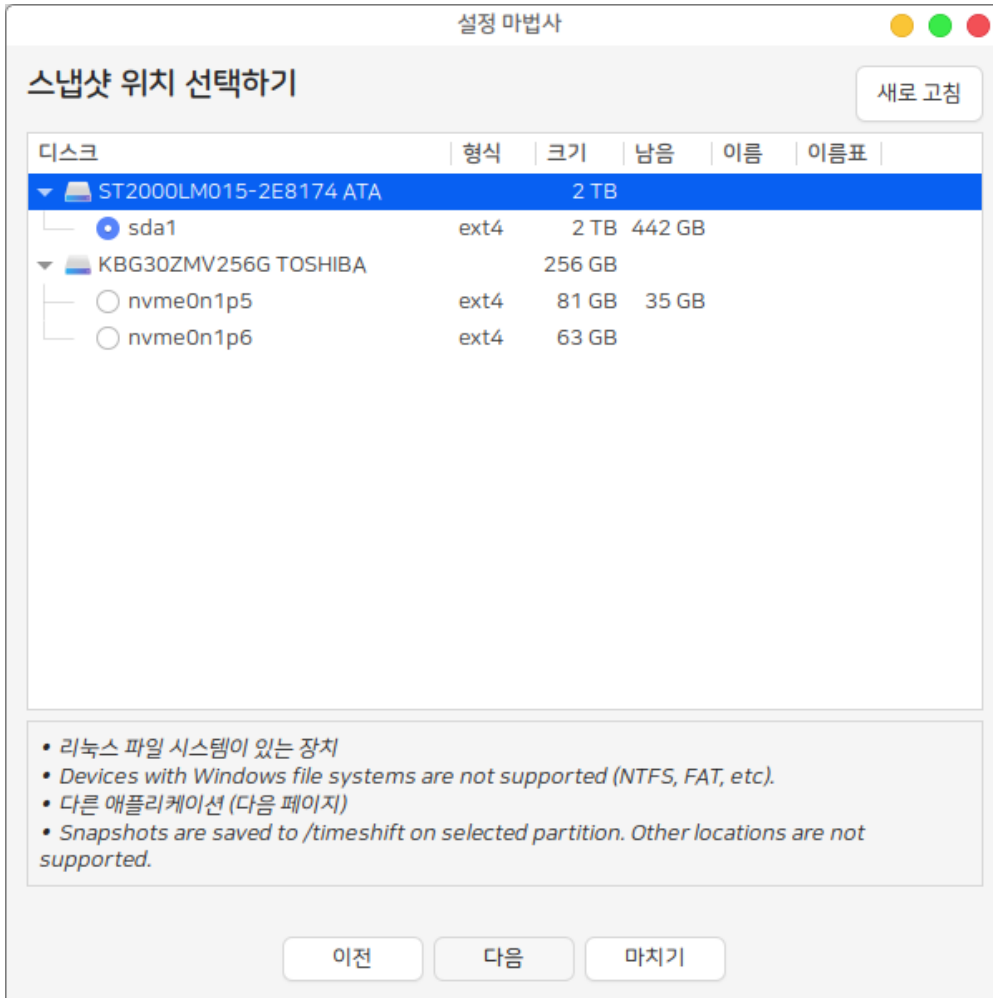 설정 마법사
스냅샷 위치 선택하기
새로 고침
디스크 형식 크기 남음 이름 이름표
ST2000LM015-2E8174 ATA 2 TB
sda1 ext4 2 TB 442 GB
KBG30ZMV256G TOSHIBA 256 GB
nvme0n1p5 ext4 81 GB 35 GB
nvme0n1p6 ext4 63 GB
• 리눅스 파일 시스템이 있는 장치
• Devices with Windows file systems are not supported (NTFS, FAT, etc).
• 다른 애플리케이션 (다음 페이지)
• Snapshots are saved to /timeshift on selected partition. Other locations are not
supported.
이전 다음 마치기